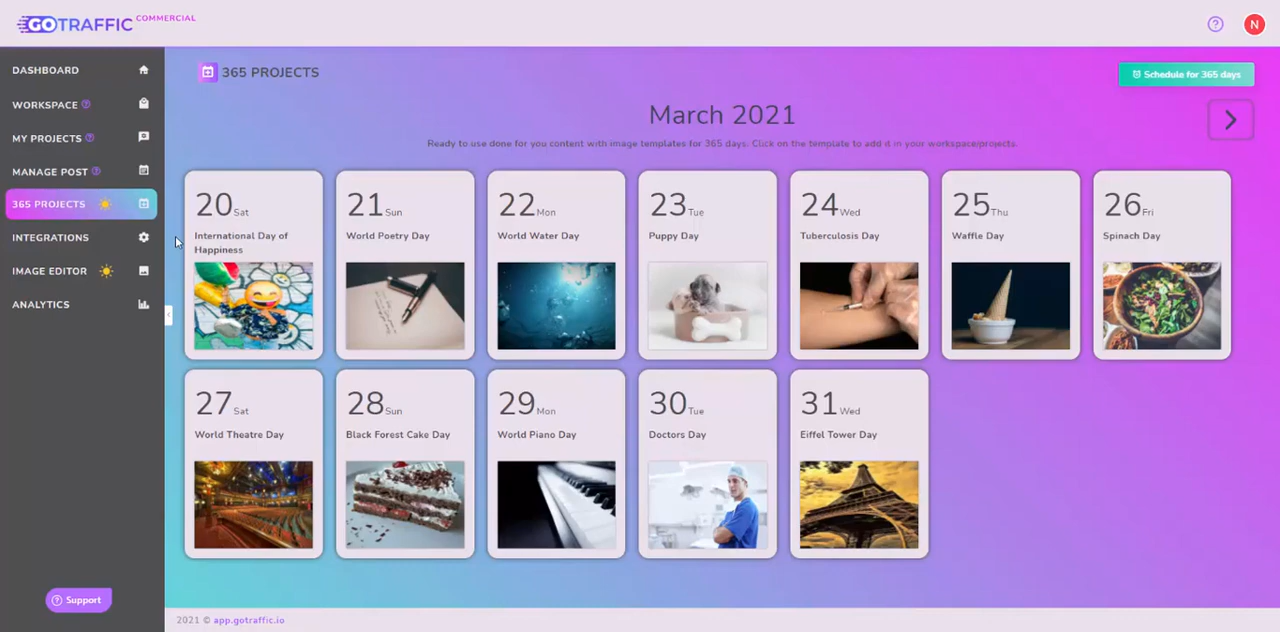 GOTRAFFIC COMMERCIAL
N
DASHBOARD
WORKSPACE
MY PROJECTS
MANAGE POST
365 PROJECTS
INTEGRATIONS
IMAGE EDITOR
ANALYTICS
Support
365 PROJECTS
Schedule for 365 days
March 2021
Ready to use done for you content with image templates for 365 days. Click on the template to add it in your workspace/projects.
20 Sat
International Day of
Happiness
21 Sun
World Poetry Day
22 Mon
World Water Day
23 Tue
Puppy Day
24 Wed
Tuberculosis Day
25 Thu
Waffle Day
26 Fri
Spinach Day
27 Sat
World Theatre Day
28 Sun
Black Forest Cake Day
29 Mon
World Piano Day
30 Tue
Doctors Day
31 Wed
Eiffel Tower Day
2021 © app.gotraffic.io